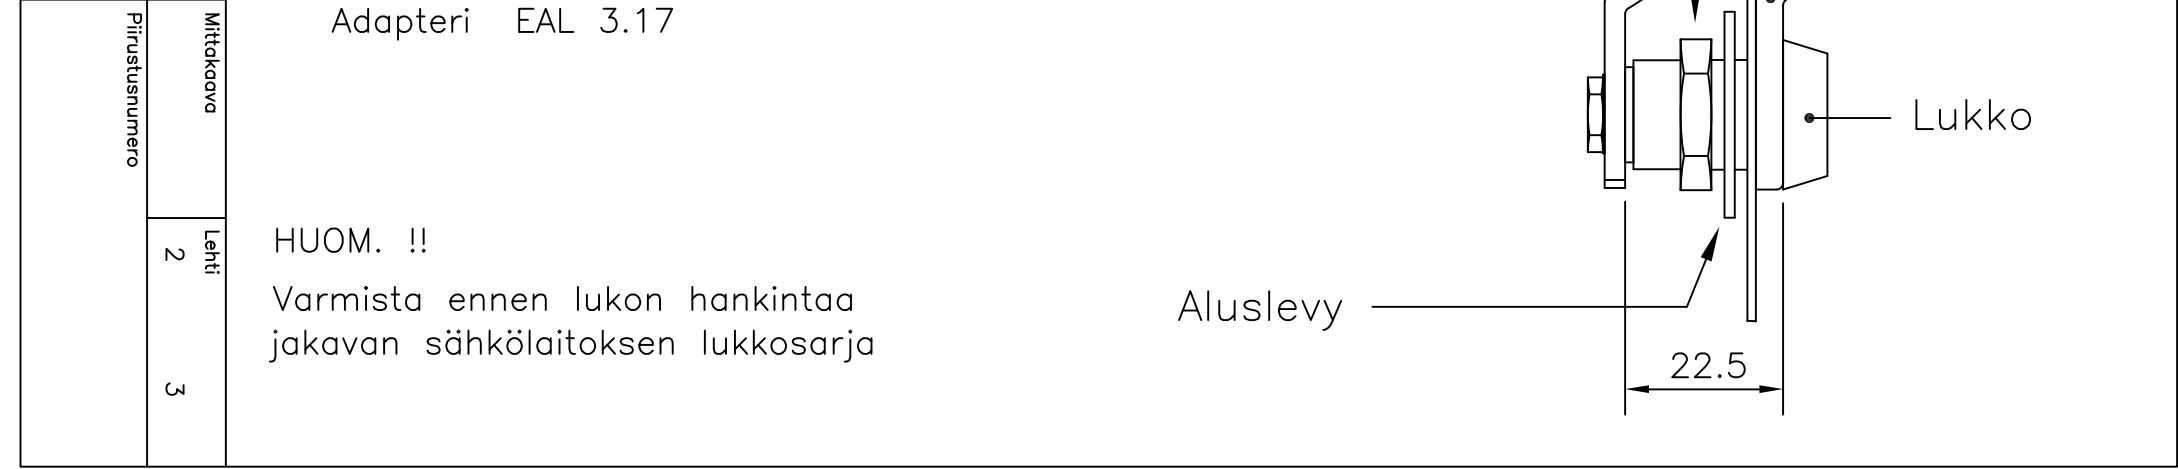 Adapteri EAL 3.17
HUOM. !!
Varmista ennen lukon hankintaa
jakavan sähkölaitoksen lukkosarja
Lukko
Aluslevy
22.5
Mittakaava
Piirustusnumero
Lehti
2
3